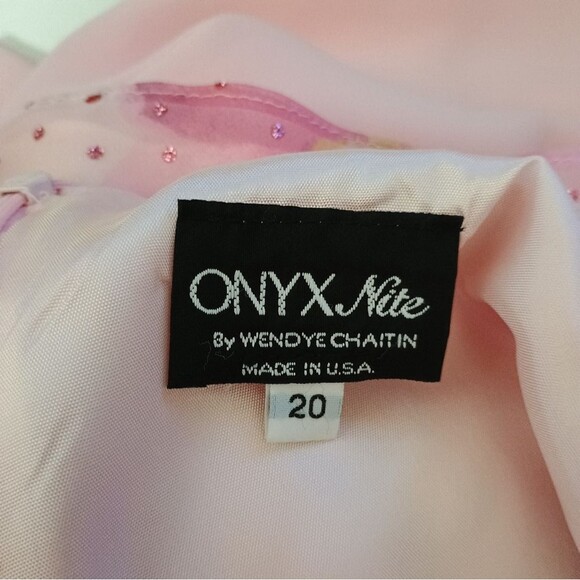 ONYX Nite
By WENDYE CHAITIN
MADE IN U.S.A.
20